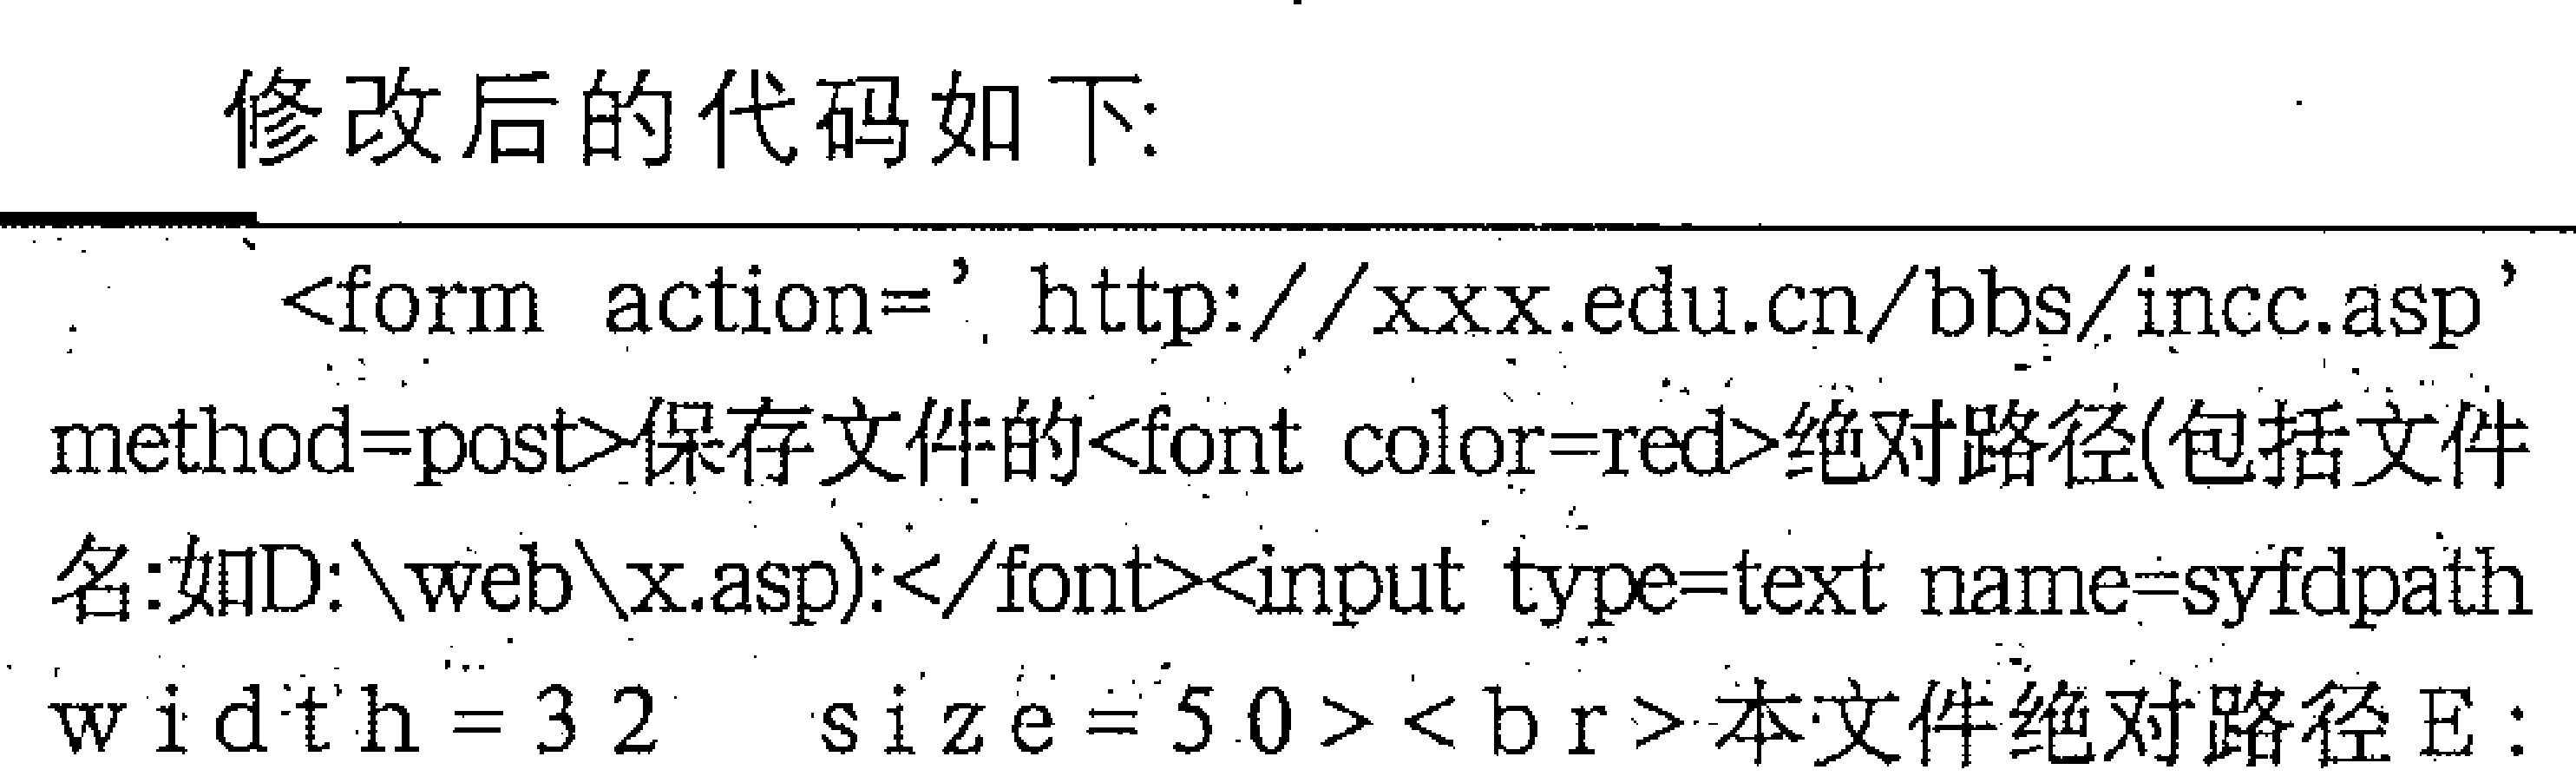 修改后的代码如下:
<form action=’ http://xxx.edu.cn/bbs/incc.asp’
method=post>保存文件的<font color=red>绝对路径(包括文件
名:如D:\web\x.asp):</font><input type=text name=syfdpath
width=32 size=50><br>本文件绝对路径E: